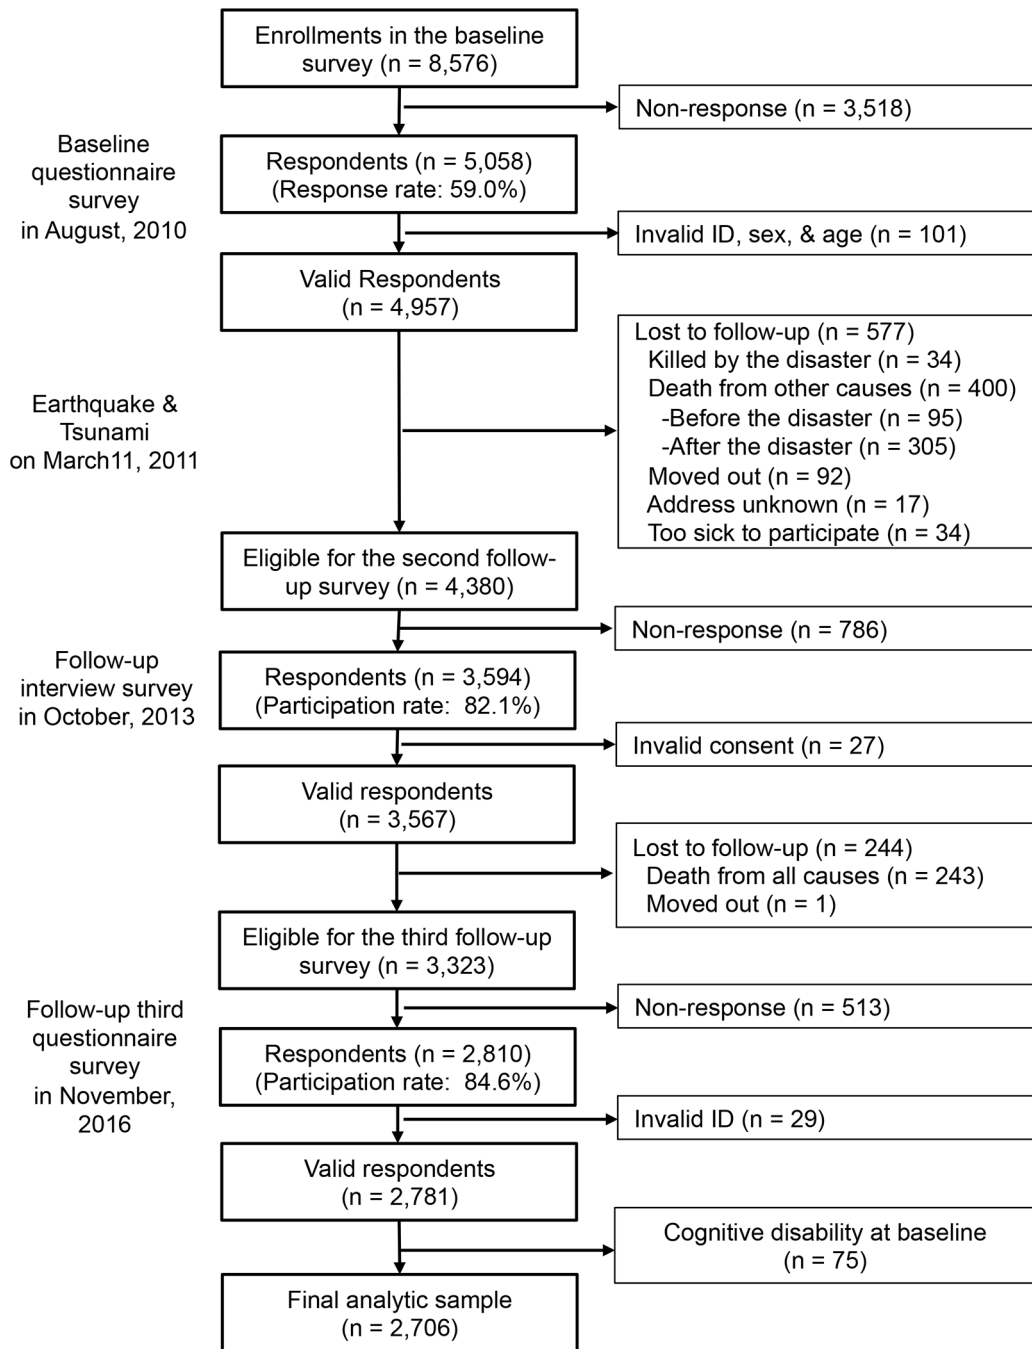 Enrollments in the baseline
survey (n = 8,576)
Non-response (n = 3,518)
Baseline
questionnaire
survey
in August, 2010
Respondents (n = 5,058)
(Response rate: 59.0%)
Invalid ID, sex, & age (n = 101)
Valid Respondents
(n = 4,957)
Lost to follow-up (n = 577)
Killed by the disaster (n = 34)
Death from other causes (n = 400)
-Before the disaster (n = 95)
-After the disaster (n = 305)
Moved out (n = 92)
Address unknown (n = 17)
Too sick to participate (n = 34)
Earthquake &
Tsunami
on March11, 2011
Eligible for the second follow-
up survey (n = 4,380)
Non-response (n = 786)
Follow-up
interview survey
in October, 2013
Respondents (n = 3,594)
(Participation rate:  82.1%)
Invalid consent (n = 27)
Valid respondents
(n = 3,567)
Lost to follow-up (n = 244)
Death from all causes (n = 243)
Moved out (n = 1)
Eligible for the third follow-up
survey (n = 3,323)
Non-response (n = 513)
Follow-up third
questionnaire
survey
in November,
2016
Respondents (n = 2,810)
(Participation rate:  84.6%)
Invalid ID (n = 29)
Valid respondents
(n = 2,781)
Cognitive disability at baseline
(n = 75)
Final analytic sample
(n = 2,706)